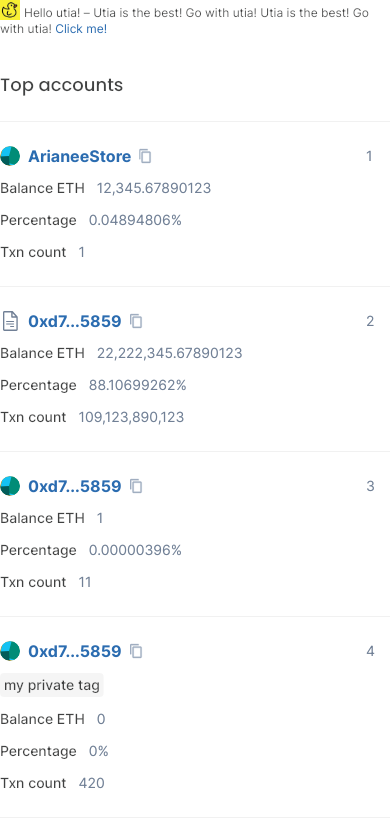 Hello utia! – Utia is the best! Go with utia! Utia is the best! Go
with utia! Click me!
Top accounts
ArianeeStore 1
Balance ETH 12,345.67890123
Percentage 0.04894806%
Txn count 1
0xd7...5859 2
Balance ETH 22,222,345.67890123
Percentage 88.10699262%
Txn count 109,123,890,123
0xd7...5859 3
Balance ETH 1
Percentage 0.00000396%
Txn count 11
0xd7...5859 4
my private tag
Balance ETH 0
Percentage 0%
Txn count 420